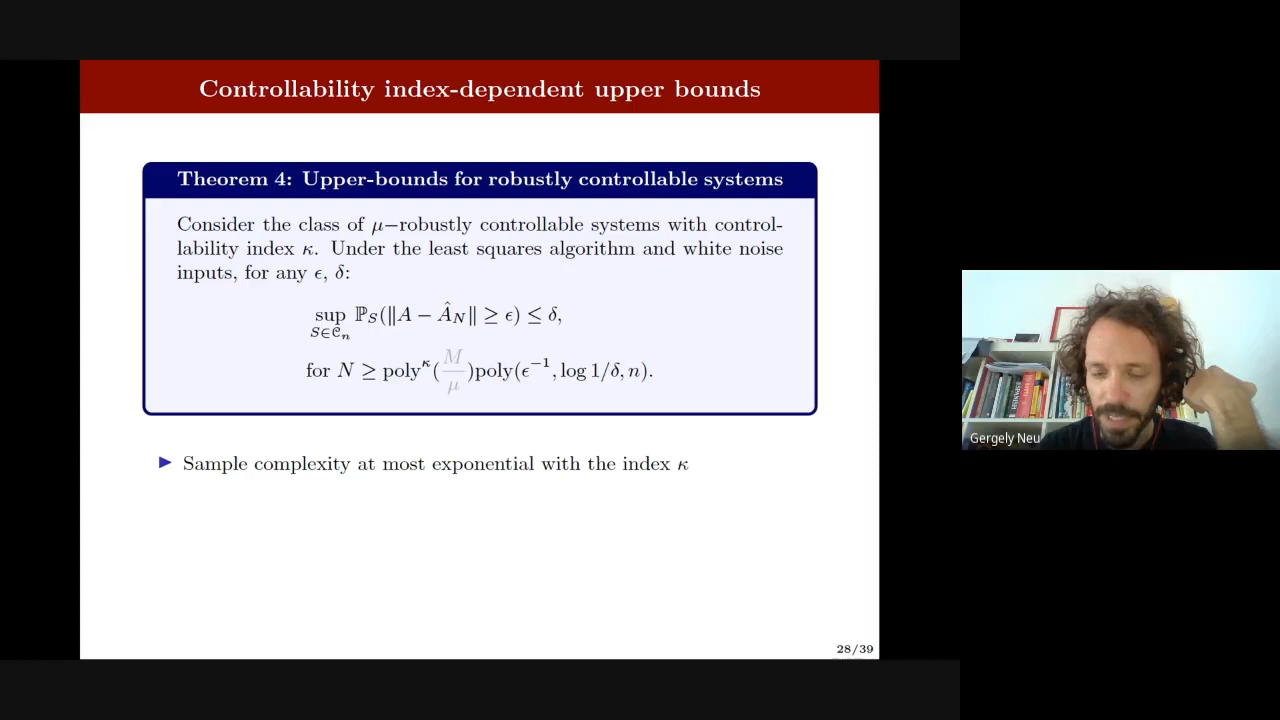 Controllability index-dependent upper bounds
Theorem 4: Upper-bounds for robustly controllable systems
Consider the class of μ−robustly controllable systems with control-
lability index κ. Under the least squares algorithm and white noise
inputs, for any ϵ, δ:
sup_{S∈𝒞_n} ℙ_S(‖A − Â_N‖ ≥ ϵ) ≤ δ,
for N ≥ poly^κ(M/μ)poly(ϵ^{−1}, log 1/δ, n).
▶ Sample complexity at most exponential with the index κ
28/39
Gergely Neu